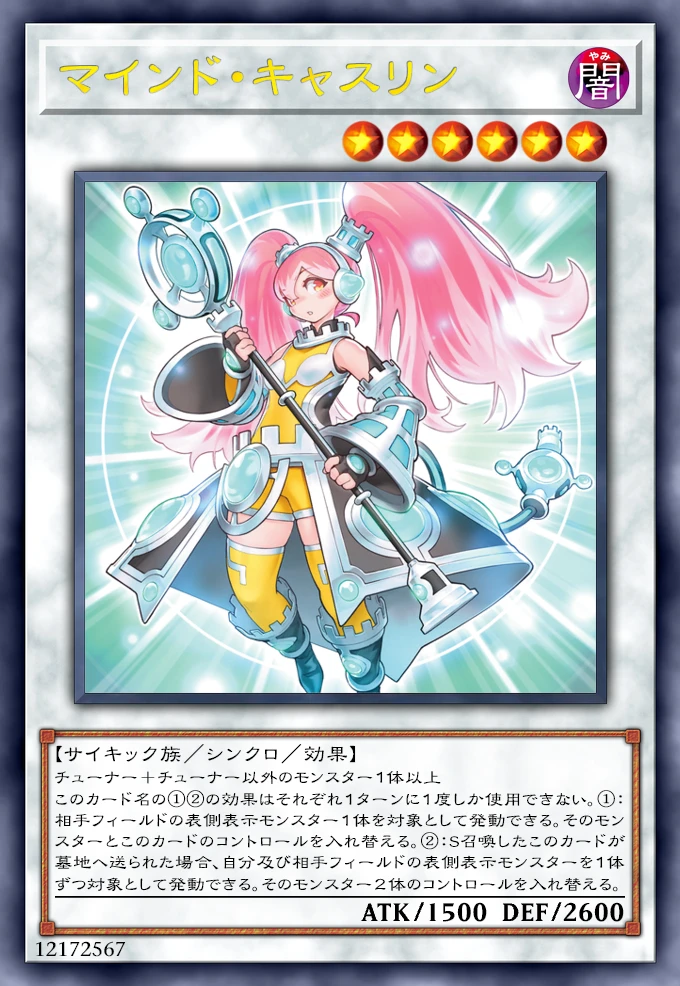 マインド・キャスリン
やみ
闇
【サイキック族／シンクロ／効果】
チューナー＋チューナー以外のモンスター１体以上
このカード名の①②の効果はそれぞれ１ターンに１度しか使用できない。①：
相手フィールドの表側表示モンスター１体を対象として発動できる。そのモン
スターとこのカードのコントロールを入れ替える。②：Ｓ召喚したこのカードが
墓地へ送られた場合、自分及び相手フィールドの表側表示モンスターを１体
ずつ対象として発動できる。そのモンスター２体のコントロールを入れ替える。
ATK/1500 DEF/2600
12172567